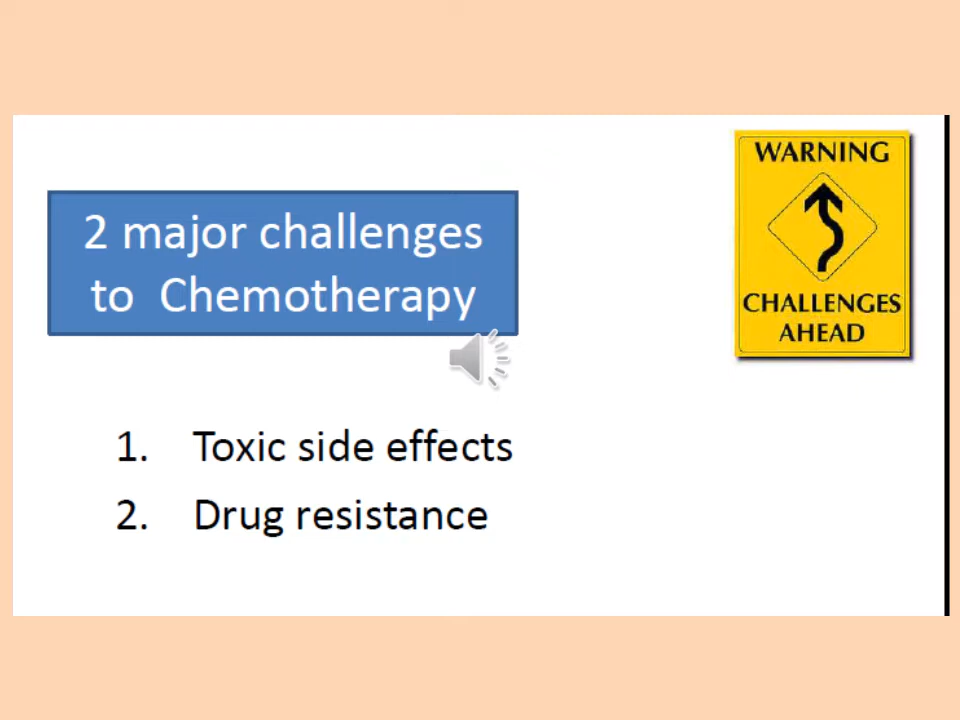 2 major challenges
to Chemotherapy
WARNING
CHALLENGES
AHEAD
1. Toxic side effects
2. Drug resistance